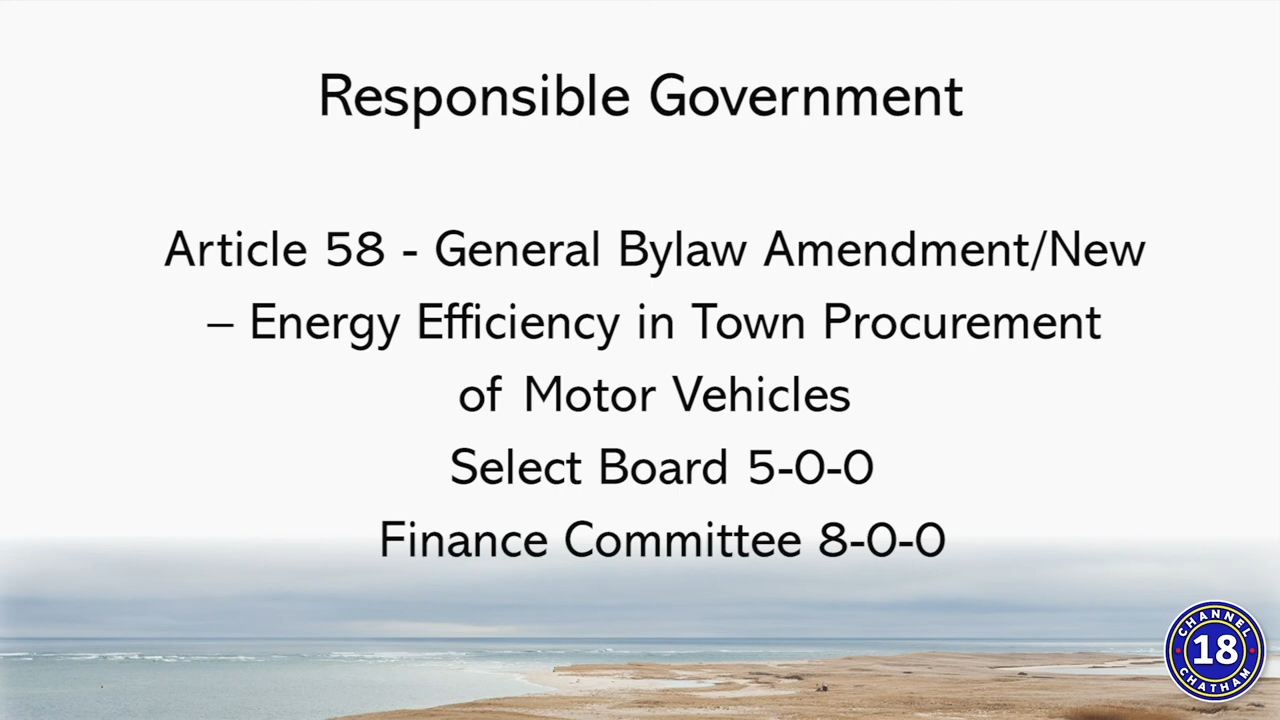 Responsible Government
Article 58 - General Bylaw Amendment/New
– Energy Efficiency in Town Procurement
of Motor Vehicles
Select Board 5-0-0
Finance Committee 8-0-0
CHANNEL
18
CHATHAM